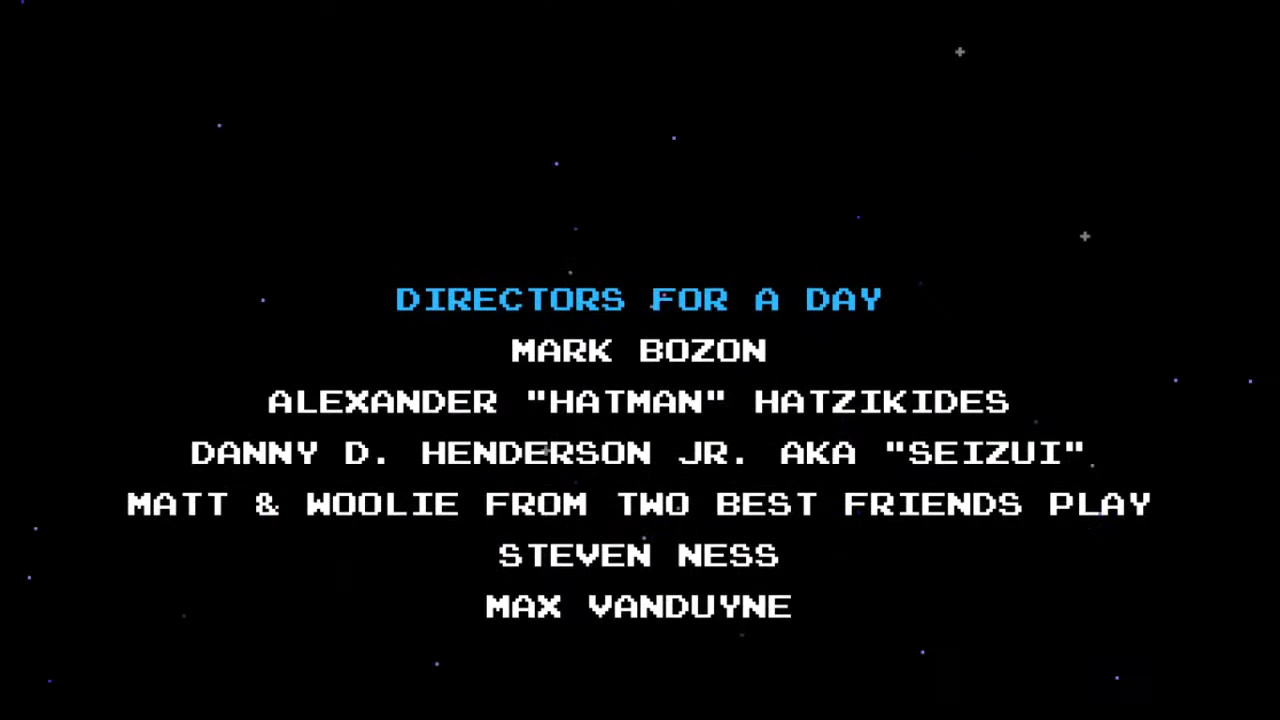 DIRECTORS FOR A DAY
MARK BOZON
ALEXANDER "HATMAN" HATZIKIDES
DANNY D. HENDERSON JR. AKA "SEIZUI"
MATT & WOOLIE FROM TWO BEST FRIENDS PLAY
STEVEN NESS
MAX VANDUYNE